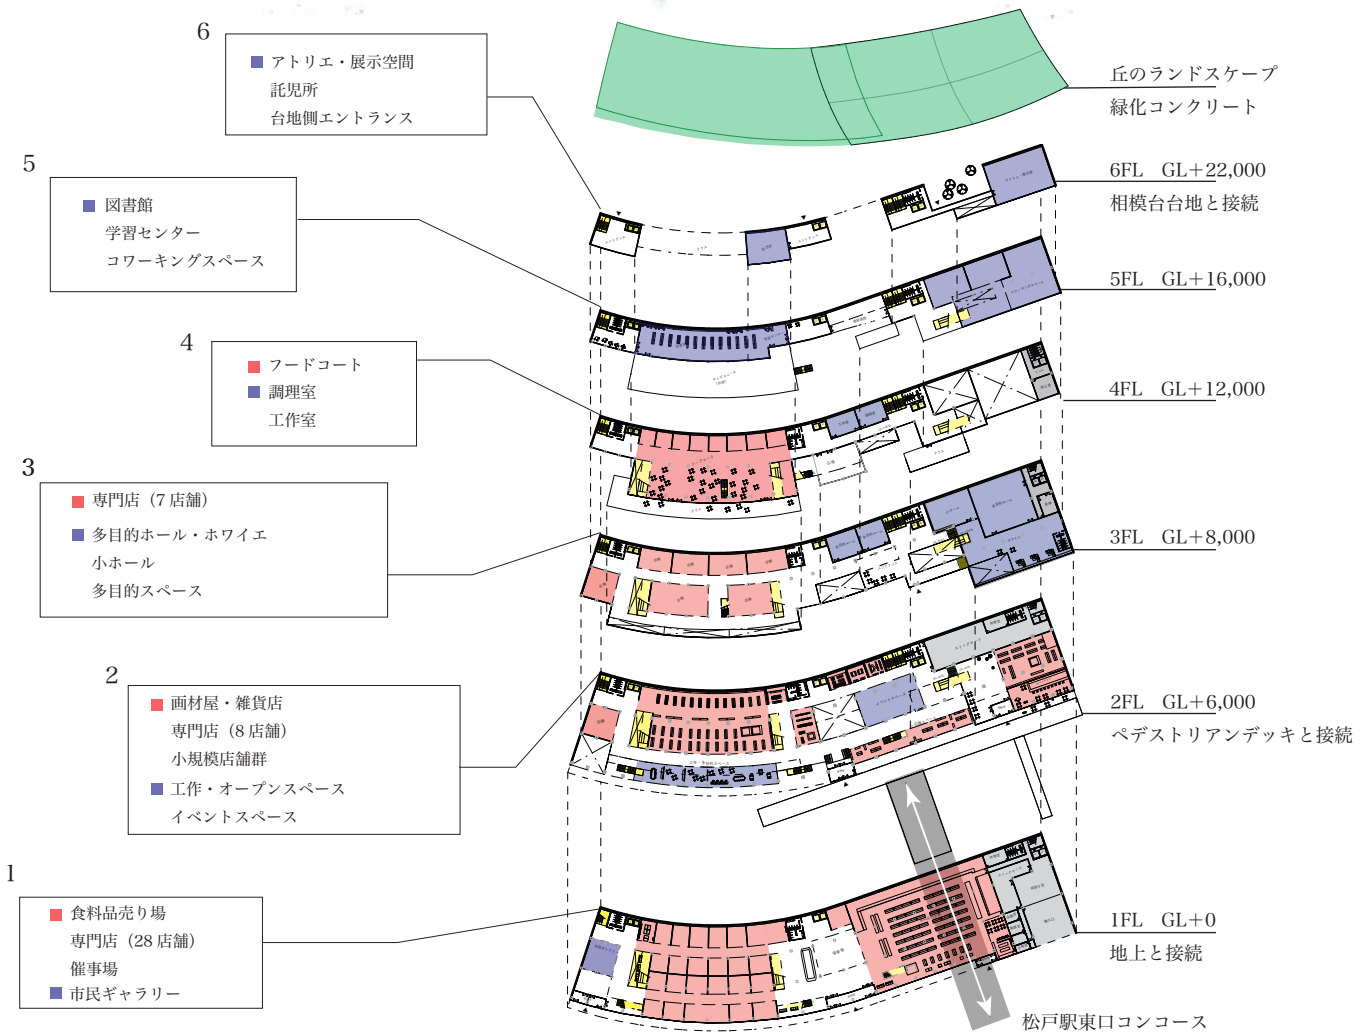 6
アトリエ・展示空間
託児所
台地側エントランス
5
図書館
学習センター
コワーキングスペース
4
フードコート
調理室
工作室
3
専門店（7 店舗）
多目的ホール・ホワイエ
小ホール
多目的スペース
2
画材屋・雑貨店
専門店（8 店舗）
小規模店舗群
工作・オープンスペース
イベントスペース
1
食料品売り場
専門店（28 店舗）
催事場
市民ギャラリー
丘のランドスケープ
緑化コンクリート
6FL GL＋22,000
相模台台地と接続
5FL GL＋16,000
4FL GL＋12,000
3FL GL＋8,000
2FL GL＋6,000
ペデストリアンデッキと接続
1FL GL＋0
地上と接続
松戸駅東口コンコース